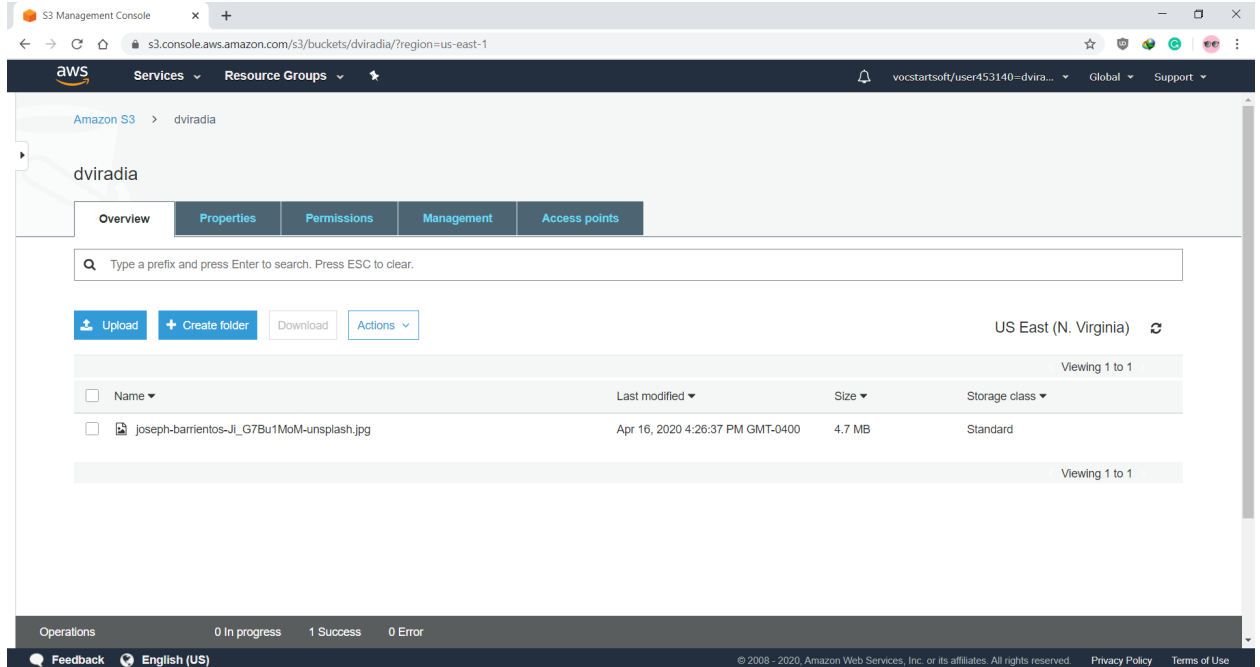 S3 Management Console
s3.console.aws.amazon.com/s3/buckets/dviradia/?region=us-east-1
aws Services Resource Groups vocstartsoft/user453140=dvira... Global Support
Amazon S3 > dviradia
dviradia
Overview Properties Permissions Management Access points
Type a prefix and press Enter to search. Press ESC to clear.
Upload + Create folder Download Actions US East (N. Virginia)
Viewing 1 to 1
Name Last modified Size Storage class
joseph-barrientos-Ji_G7Bu1MoM-unsplash.jpg Apr 16, 2020 4:26:37 PM GMT-0400 4.7 MB Standard
Viewing 1 to 1
Operations 0 In progress 1 Success 0 Error
Feedback English (US) © 2008 - 2020, Amazon Web Services, Inc. or its affiliates. All rights reserved. Privacy Policy Terms of Use